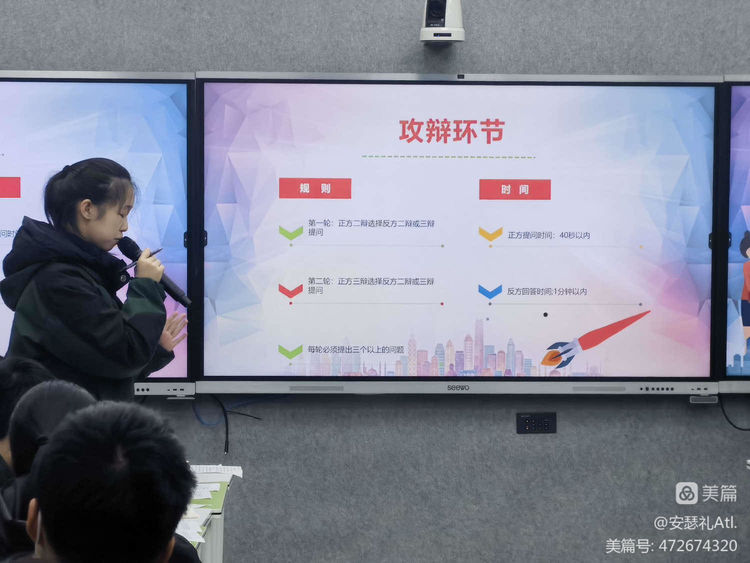 攻辩环节
规 则
时 间
第一轮：正方二辩选择反方二辩或三辩
提问
正方提问时间：40秒以内
第二轮：正方三辩选择反方二辩或三辩
提问
反方回答时间:1分钟以内
每轮必须提出三个以上的问题
seewo
美篇
@安瑟礼Atl.
美篇号: 472674320